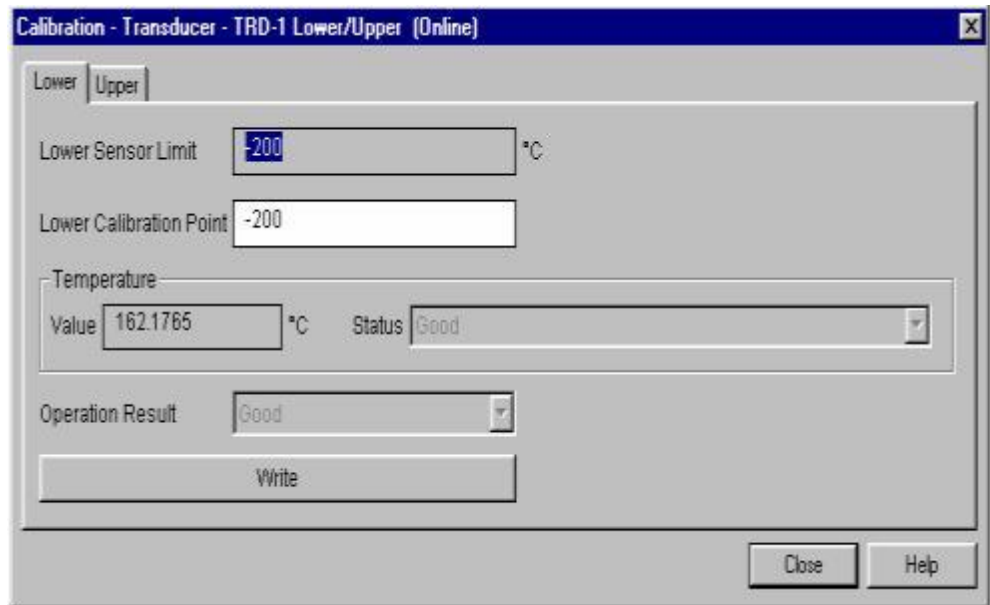 Calibration - Transducer - TRD-1 Lower/Upper (Online)
Lower Upper
Lower Sensor Limit -200 °C
Lower Calibration Point -200
Temperature
Value 162.1765 °C Status Good
Operation Result Good
Write
Close Help